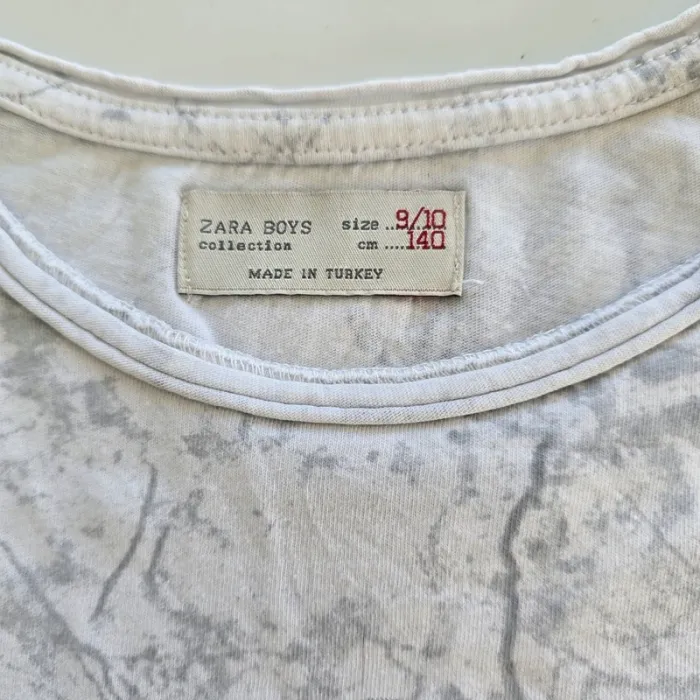 ZARA BOYS size ..9/10
collection cm ....140
MADE IN TURKEY